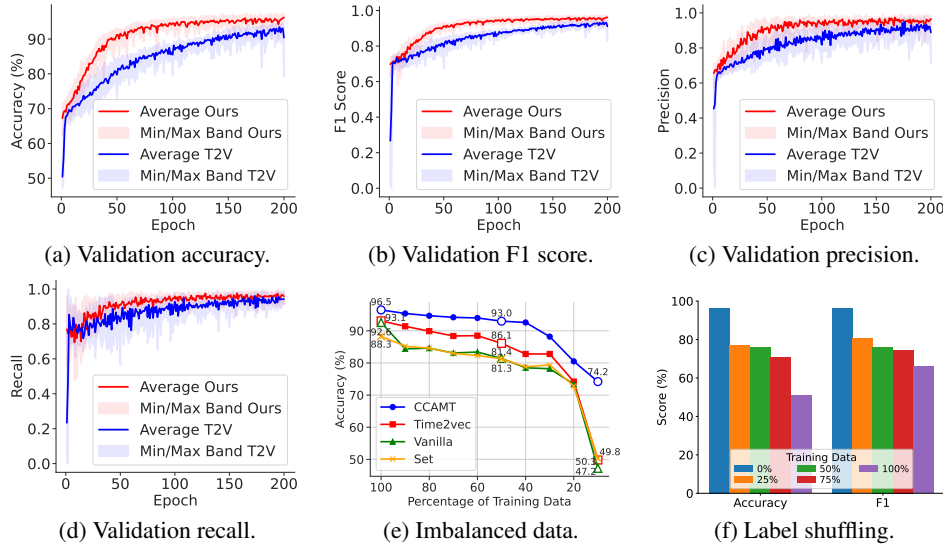 Accuracy (%)
90
80
70
60
50
Average Ours
Min/Max Band Ours
Average T2V
Min/Max Band T2V
0 50 100 150 200
Epoch
(a) Validation accuracy.
F1 Score
1.0
0.8
0.6
0.4
0.2
0.0
Average Ours
Min/Max Band Ours
Average T2V
Min/Max Band T2V
0 50 100 150 200
Epoch
(b) Validation F1 score.
Precision
1.0
0.8
0.6
0.4
0.2
0.0
Average Ours
Min/Max Band Ours
Average T2V
Min/Max Band T2V
0 50 100 150 200
Epoch
(c) Validation precision.
Recall
1.0
0.8
0.6
0.4
0.2
0.0
Average Ours
Min/Max Band Ours
Average T2V
Min/Max Band T2V
0 50 100 150 200
Epoch
(d) Validation recall.
Accuracy (%)
90
80
70
60
50
96.5
93.1
92.6
88.3
93.0
86.1
81.4
81.3
74.2
49.8
50.3
CCAMT
Time2vec
Vanilla
Set
100 80 60 40 20
Percentage of Training Data
(e) Imbalanced data.
Score (%)
100
80
60
40
20
0
Training Data
0% 50% 100%
25% 75%
Accuracy F1
(f) Label shuffling.